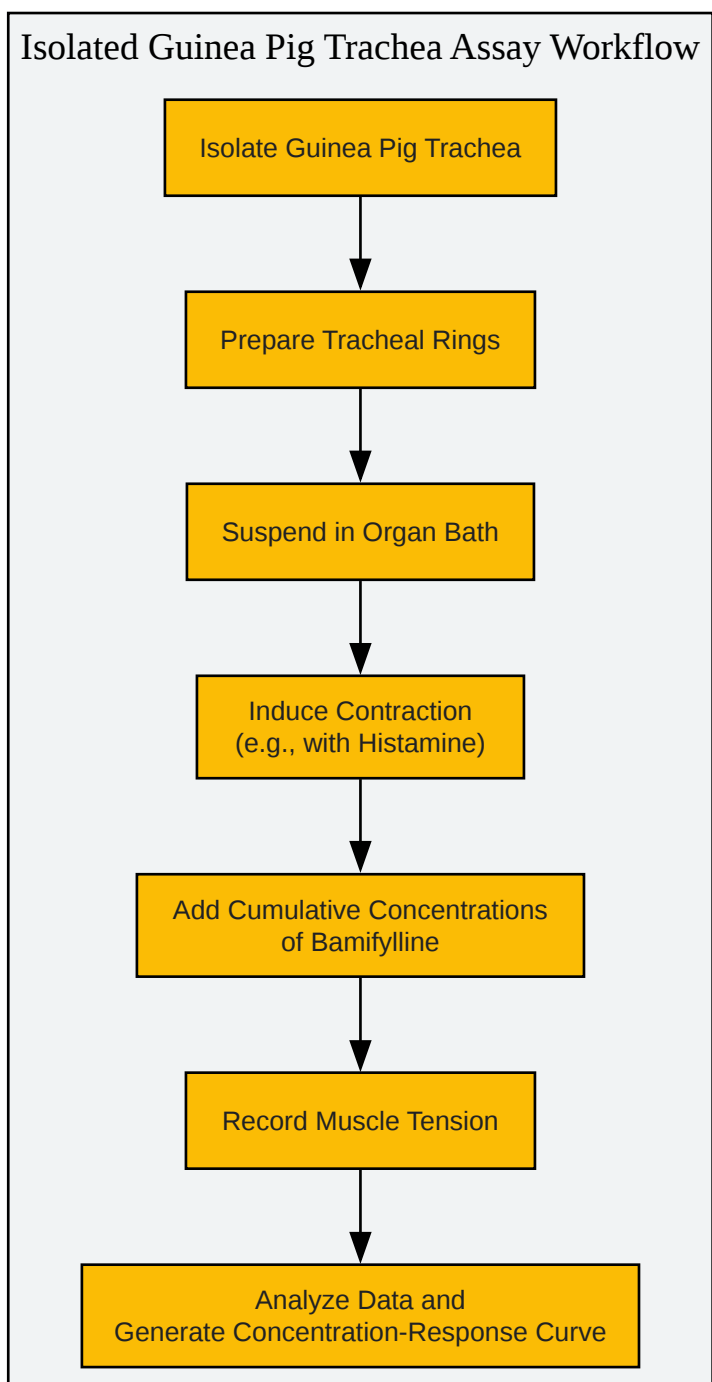 Isolated Guinea Pig Trachea Assay Workflow
Isolate Guinea Pig Trachea
Prepare Tracheal Rings
Suspend in Organ Bath
Induce Contraction
(e.g., with Histamine)
Add Cumulative Concentrations
of Bamifylline
Record Muscle Tension
Analyze Data and
Generate Concentration-Response Curve